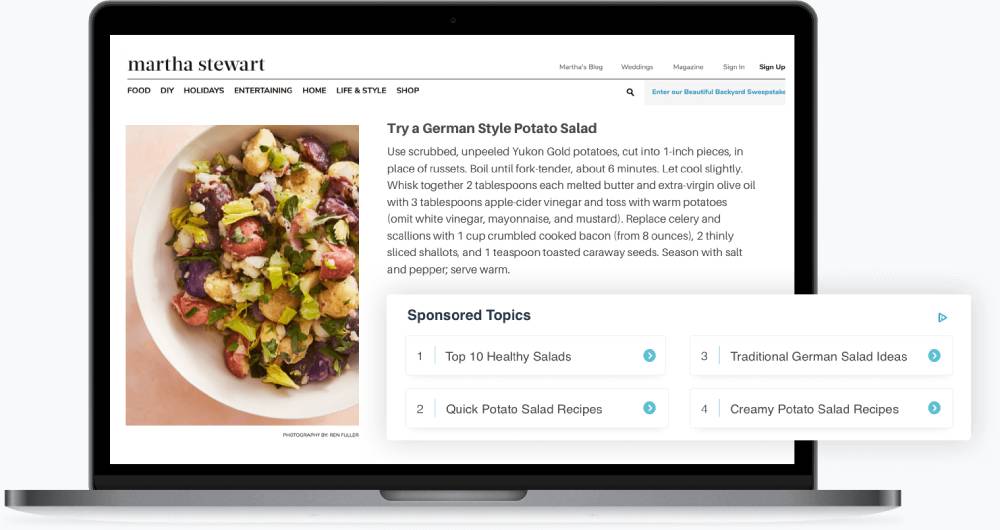 martha stewart
Martha's Blog Weddings Magazine Sign In Sign Up
FOOD DIY HOLIDAYS ENTERTAINING HOME LIFE & STYLE SHOP
Enter our Beautiful Backyard Sweepstake
Try a German Style Potato Salad
Use scrubbed, unpeeled Yukon Gold potatoes, cut into 1-inch pieces, in
place of russets. Boil until fork-tender, about 6 minutes. Let cool slightly.
Whisk together 2 tablespoons each melted butter and extra-virgin olive oil
with 3 tablespoons apple-cider vinegar and toss with warm potatoes
(omit white vinegar, mayonnaise, and mustard). Replace celery and
scallions with 1 cup crumbled cooked bacon (from 8 ounces), 2 thinly
sliced shallots, and 1 teaspoon toasted caraway seeds. Season with salt
and pepper; serve warm.
PHOTOGRAPHY BY: REN FULLER
Sponsored Topics
1 Top 10 Healthy Salads
2 Quick Potato Salad Recipes
3 Traditional German Salad Ideas
4 Creamy Potato Salad Recipes